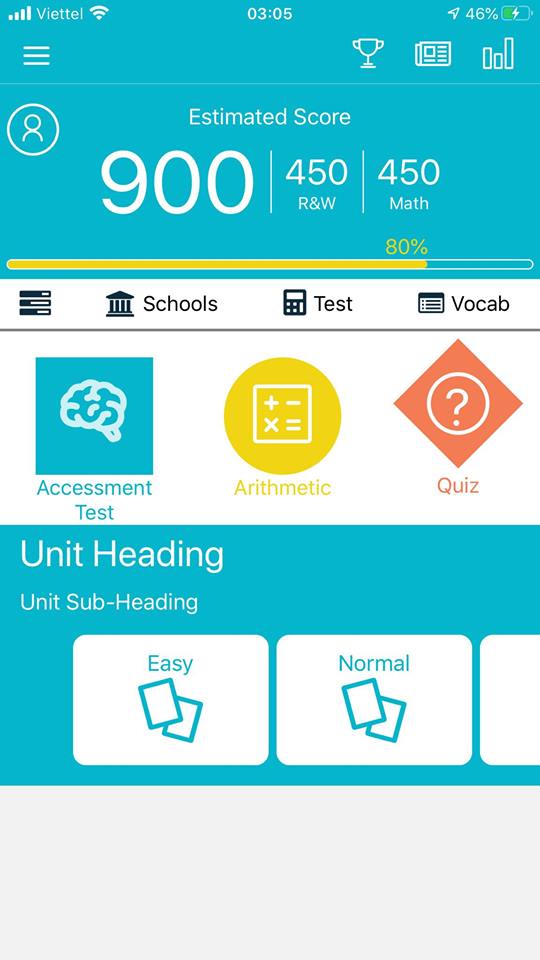 Viettel 03:05 46%
Estimated Score
900 450 450
R&W Math
80%
Schools Test Vocab
Accessment
Test
Arithmetic
Quiz
Unit Heading
Unit Sub-Heading
Easy Normal